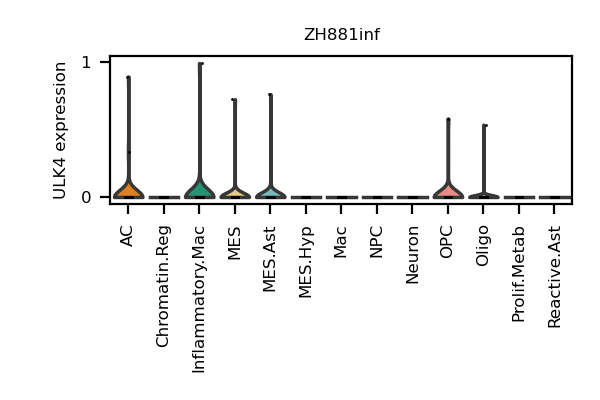 ZH881inf
ULK4 expression
1
0
AC
Chromatin.Reg
Inflammatory.Mac
MES
MES.Ast
MES.Hyp
Mac
NPC
Neuron
OPC
Oligo
Prolif.Metab
Reactive.Ast